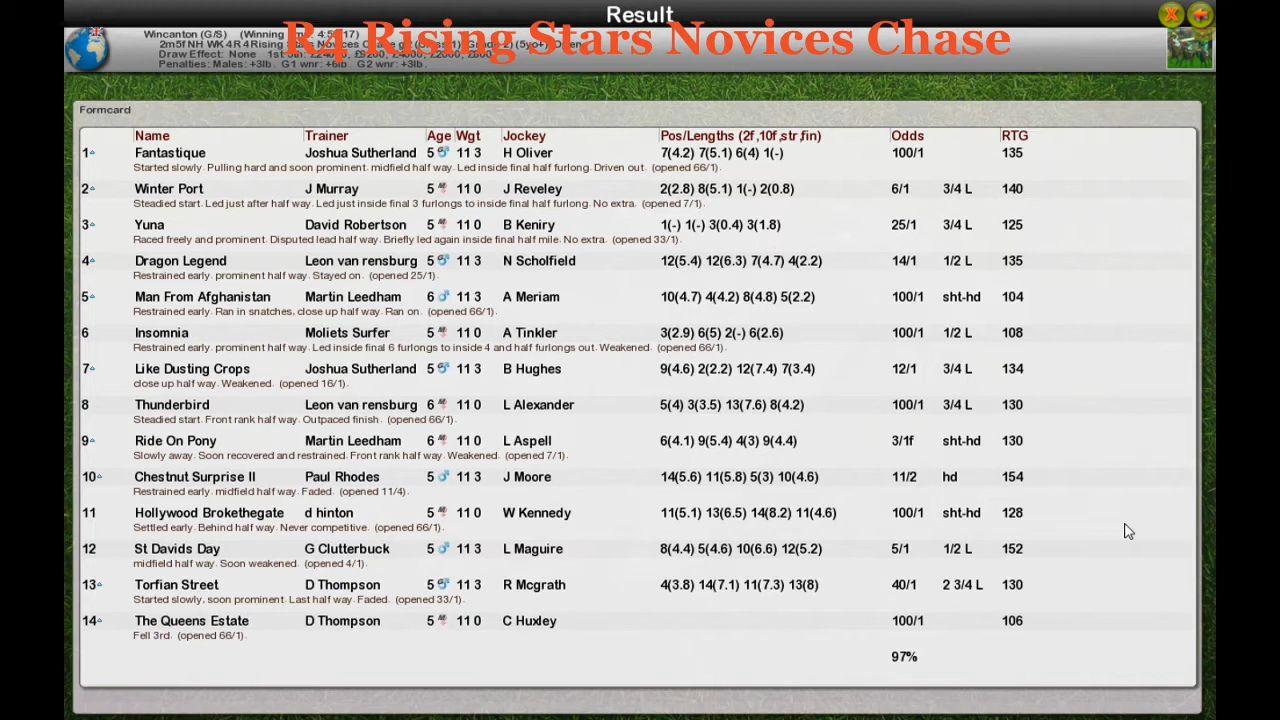 Result
R4 Rising Stars Novices Chase
Wincanton (G/S) (Winning
2m5f NH WK 4 R 4 Rising
Penalties: Males: +3lb. G1 wnr: +6lb. G2 wnr: +3lb.
Formcard
Name Trainer Age Wgt Jockey Pos/Lengths (2f,10f,str,fin) Odds RTG
1 Fantastique Joshua Sutherland 5 11 3 H Oliver 7(4.2) 7(5.1) 6(4) 1(-) 100/1 135
Started slowly. Pulling hard and soon prominent. midfield half way. Led inside final half furlong. Driven out. (opened 66/1).
2 Winter Port J Murray 5 11 0 J Reveley 2(2.8) 8(5.1) 1(-) 2(0.8) 6/1 3/4 L 140
Steadied start. Led just after half way. Led just inside final 3 furlongs to inside final half furlong. No extra. (opened 7/1).
3 Yuna David Robertson 5 11 0 B Keniry 1(-) 1(-) 3(0.4) 3(1.8) 25/1 3/4 L 125
Raced freely and prominent. Disputed lead half way. Briefly led again inside final half mile. No extra. (opened 33/1).
4 Dragon Legend Leon van rensburg 5 11 3 N Scholfield 12(5.4) 12(6.3) 7(4.7) 4(2.2) 14/1 1/2 L 135
Restrained early. prominent half way. Stayed on. (opened 25/1).
5 Man From Afghanistan Martin Leedham 6 11 3 A Meriam 10(4.7) 4(4.2) 8(4.8) 5(2.2) 100/1 sht-hd 104
Restrained early. Ran in snatches, close up half way. Ran on. (opened 66/1).
6 Insomnia Moliets Surfer 5 11 0 A Tinkler 3(2.9) 6(5) 2(-) 6(2.6) 100/1 1/2 L 108
Restrained early. prominent half way. Led inside final 6 furlongs to inside 4 and half furlongs out. Weakened. (opened 66/1).
7 Like Dusting Crops Joshua Sutherland 5 11 3 B Hughes 9(4.6) 2(2.2) 12(7.4) 7(3.4) 12/1 3/4 L 134
close up half way. Weakened. (opened 16/1).
8 Thunderbird Leon van rensburg 6 11 0 L Alexander 5(4) 3(3.5) 13(7.6) 8(4.2) 100/1 3/4 L 130
Steadied start. Front rank half way. Outpaced finish. (opened 66/1).
9 Ride On Pony Martin Leedham 6 11 0 L Aspell 6(4.1) 9(5.4) 4(3) 9(4.4) 3/1f sht-hd 130
Slowly away. Soon recovered and restrained. Front rank half way. Weakened. (opened 7/1).
10 Chestnut Surprise II Paul Rhodes 5 11 3 J Moore 14(5.6) 11(5.8) 5(3) 10(4.6) 11/2 hd 154
Restrained early. midfield half way. Faded. (opened 11/4).
11 Hollywood Brokethegate d hinton 5 11 0 W Kennedy 11(5.1) 13(6.5) 14(8.2) 11(4.6) 100/1 sht-hd 128
Settled early. Behind half way. Never competitive. (opened 66/1).
12 St Davids Day G Clutterbuck 5 11 3 L Maguire 8(4.4) 5(4.6) 10(6.6) 12(5.2) 5/1 1/2 L 152
midfield half way. Soon weakened. (opened 4/1).
13 Torfian Street D Thompson 5 11 3 R Mcgrath 4(3.8) 14(7.1) 11(7.3) 13(8) 40/1 2 3/4 L 130
Started slowly, soon prominent. Last half way. Faded. (opened 33/1).
14 The Queens Estate D Thompson 5 11 0 C Huxley 100/1 106
Fell 3rd. (opened 66/1).
97%